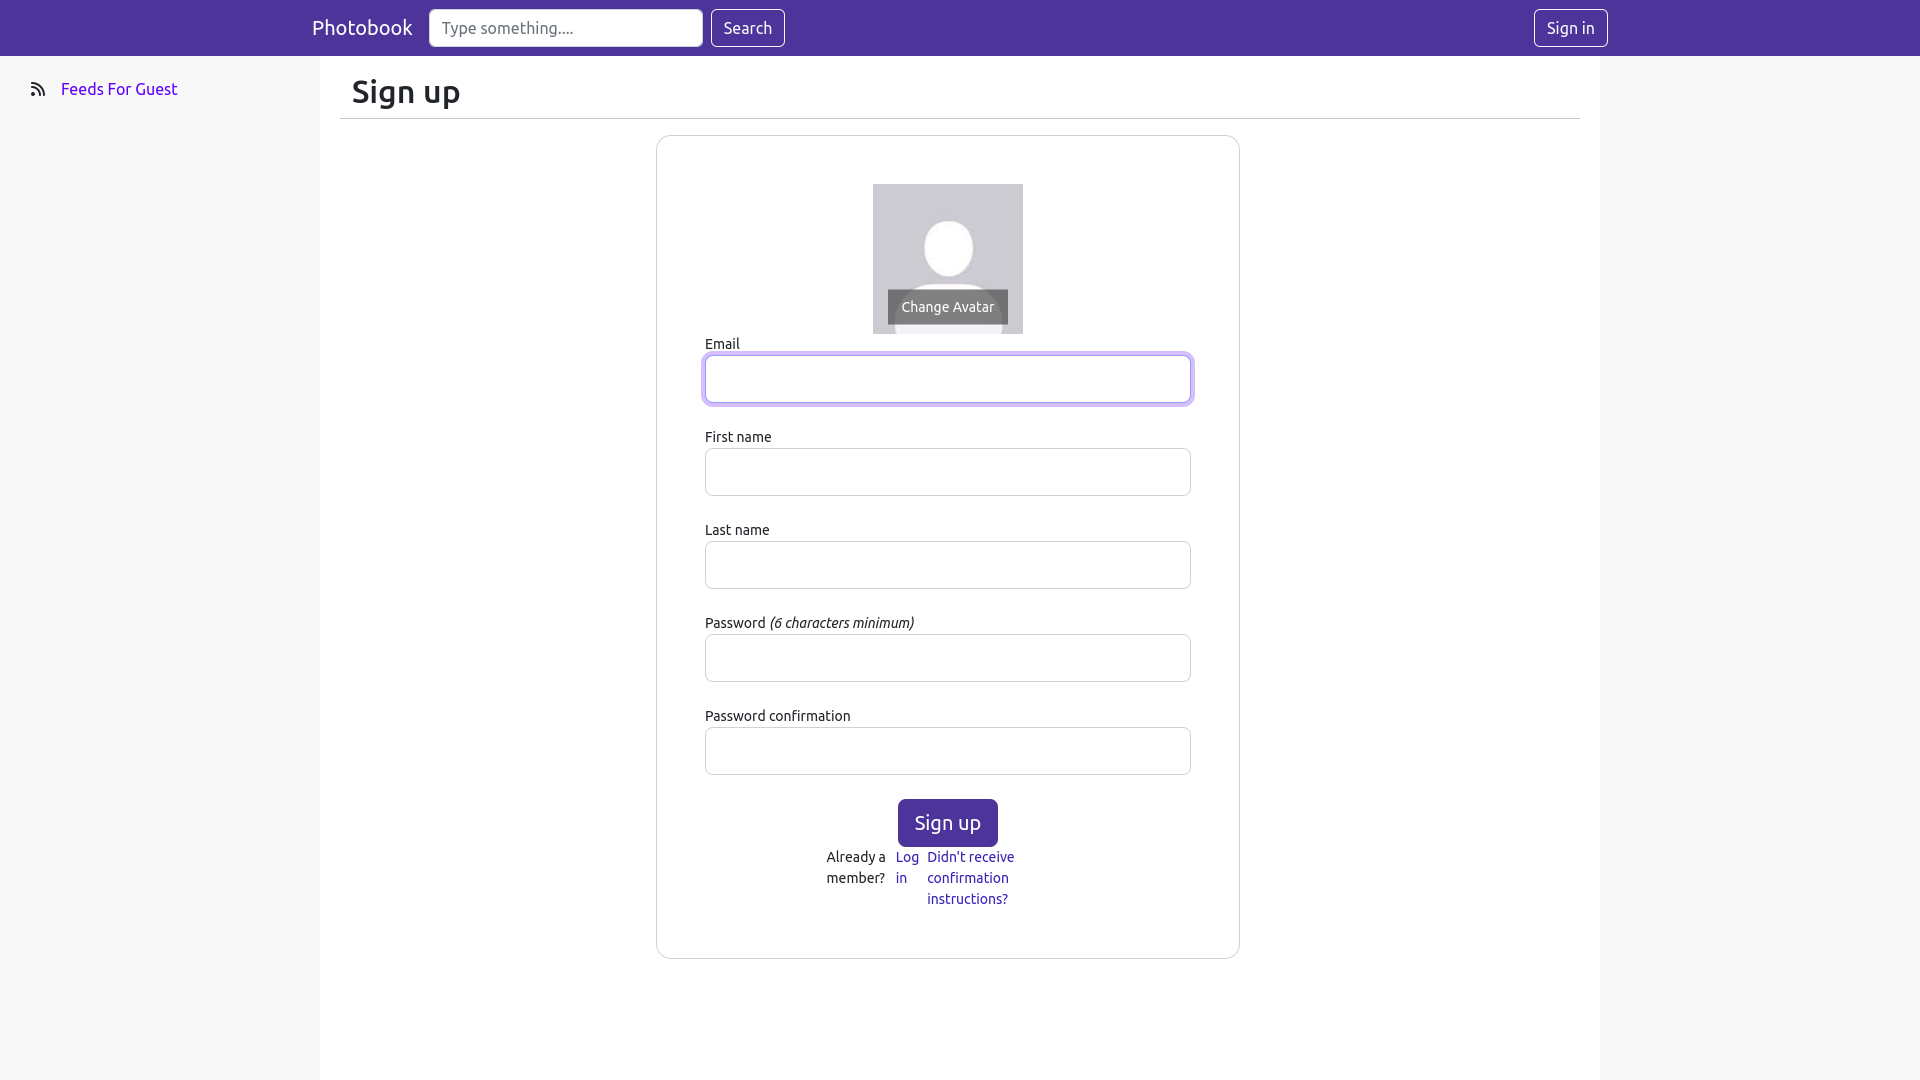 Photobook Type something.... Search Sign in
Feeds For Guest
Sign up
Change Avatar
Email
First name
Last name
Password (6 characters minimum)
Password confirmation
Sign up
Already a member?
Log in
Didn't receive confirmation instructions?